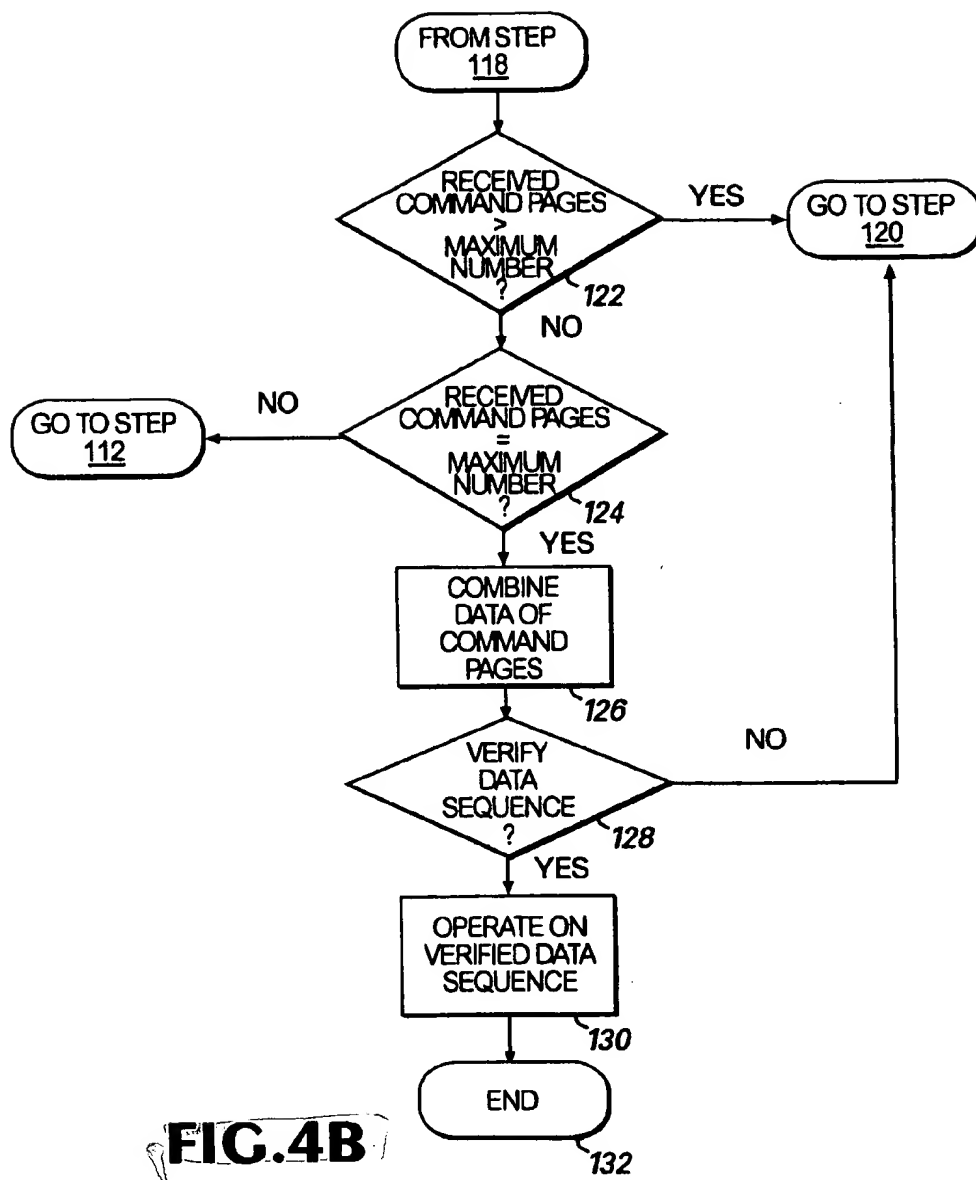 FROM STEP
118
RECEIVED
COMMAND PAGES
>
MAXIMUM
NUMBER
?
122
YES
GO TO STEP
120
NO
RECEIVED
COMMAND PAGES
=
MAXIMUM
NUMBER
?
124
NO
GO TO STEP
112
YES
COMBINE
DATA OF
COMMAND
PAGES
126
VERIFY
DATA
SEQUENCE
?
128
NO
YES
OPERATE ON
VERIFIED DATA
SEQUENCE
130
END
132
FIG.4B